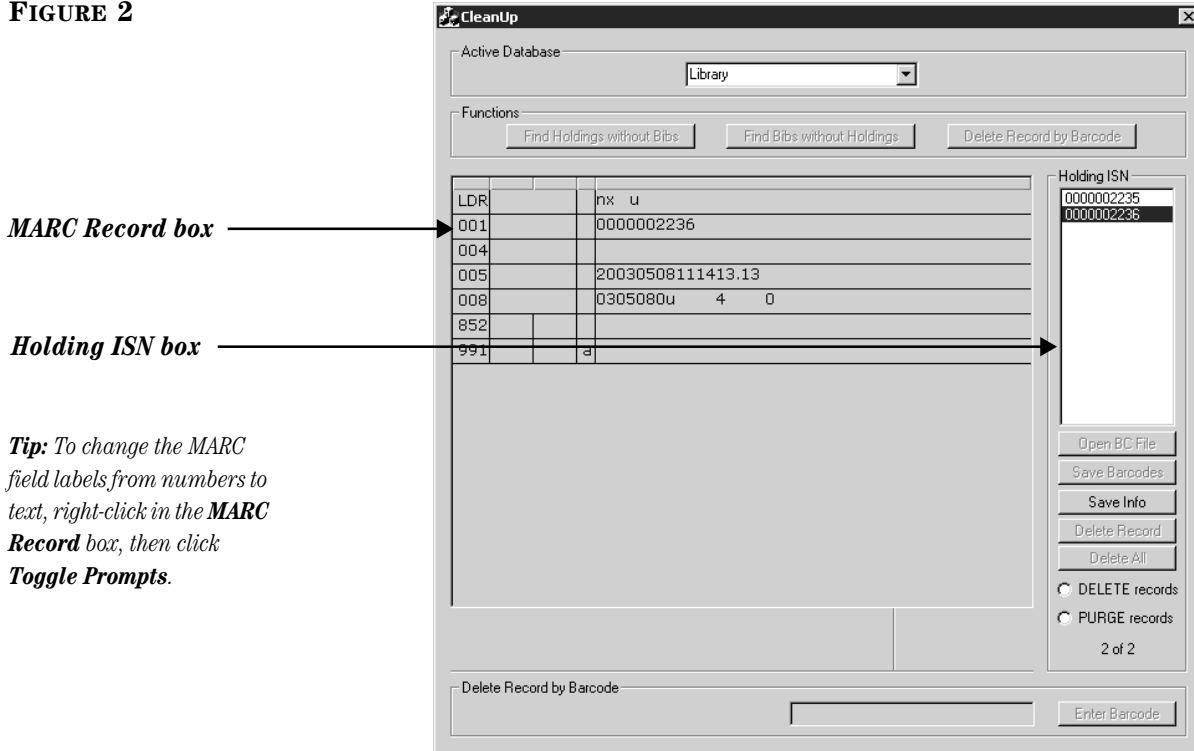 FIGURE 2
CleanUp
Active Database
Library
Functions
Find Holdings without Bibs Find Bibs without Holdings Delete Record by Barcode
Holding ISN
0000002235
0000002236
LDR nx u
001 0000002236
004
005 20030508111413.13
008 0305080u 4 0
852
991 a
MARC Record box
Holding ISN box
Tip: To change the MARC
field labels from numbers to
text, right-click in the MARC
Record box, then click
Toggle Prompts.
Open BC File
Save Barcodes
Save Info
Delete Record
Delete All
DELETE records
PURGE records
2 of 2
Delete Record by Barcode
Enter Barcode